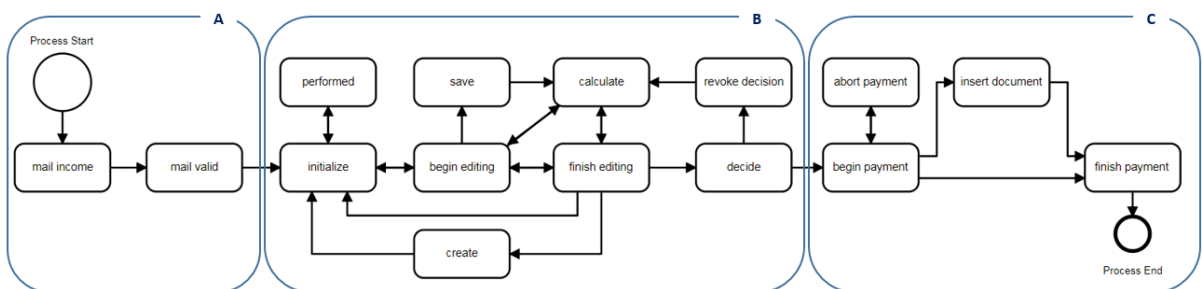 A
B
C
Process Start
performed
save
calculate
revoke decision
abort payment
insert document
mail income
mail valid
initialize
begin editing
finish editing
decide
begin payment
finish payment
create
Process End